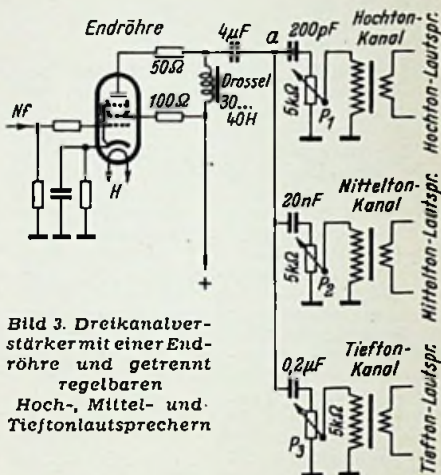 Endröhre
4µF
a
200pF
Hochton-
Kanal
50Ω
Drossel
30...
40H
5kΩ
P1
Hochton-Lautspr.
100Ω
Nf
H
20nF
Mittelton-
Kanal
5kΩ
P2
Mittelton-Lautspr.
+
0,2µF
Tiefton-
Kanal
P3
5kΩ
Tiefton-Lautspr.
Bild 3. Dreikanalver-
stärker mit einer End-
röhre und getrennt
regelbaren
Hoch-, Mittel- und
Tieftonlautsprechern